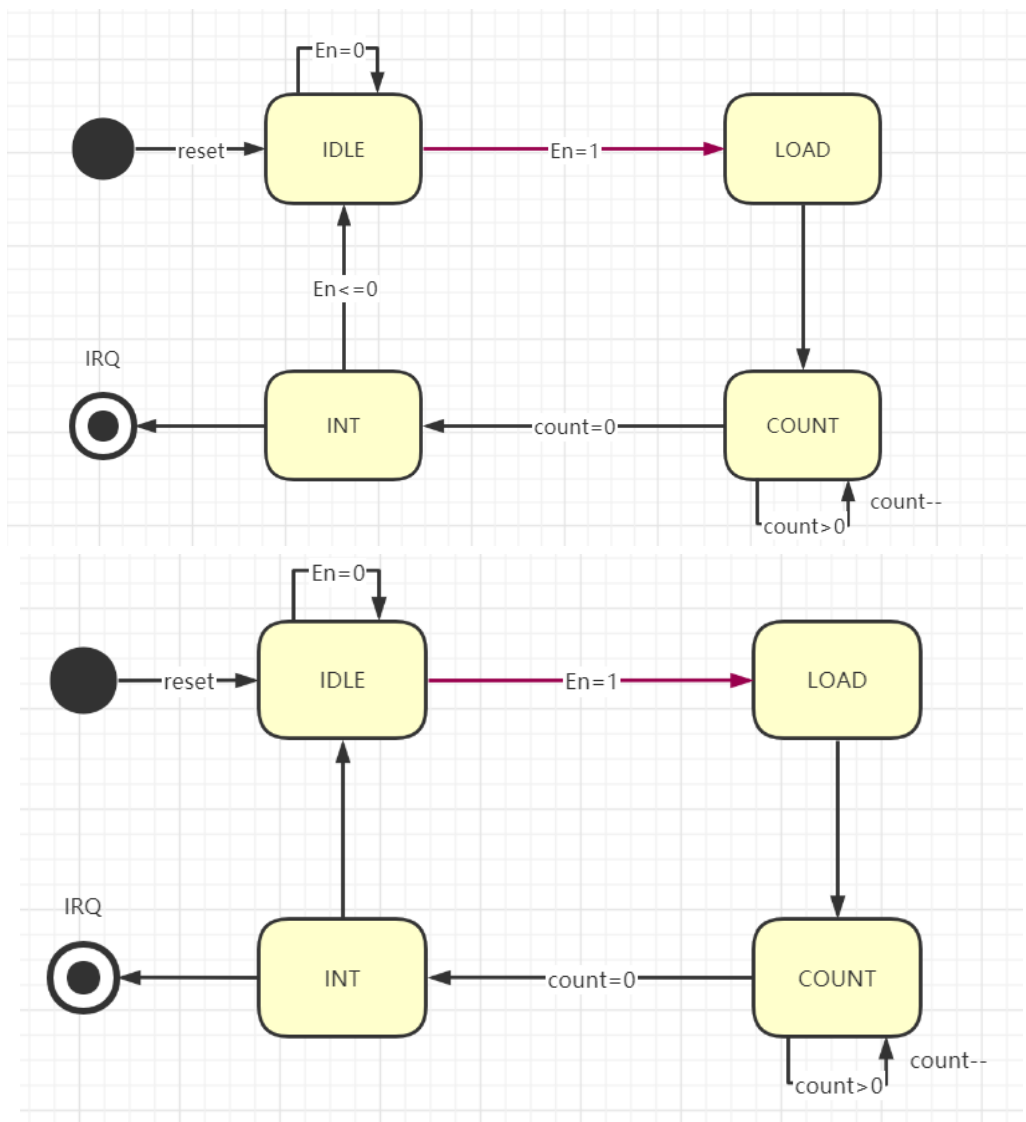 En=0
reset
IDLE
En=1
LOAD
En<=0
IRQ
INT
count=0
COUNT
count>0
count--
En=0
reset
IDLE
En=1
LOAD
IRQ
INT
count=0
COUNT
count>0
count--